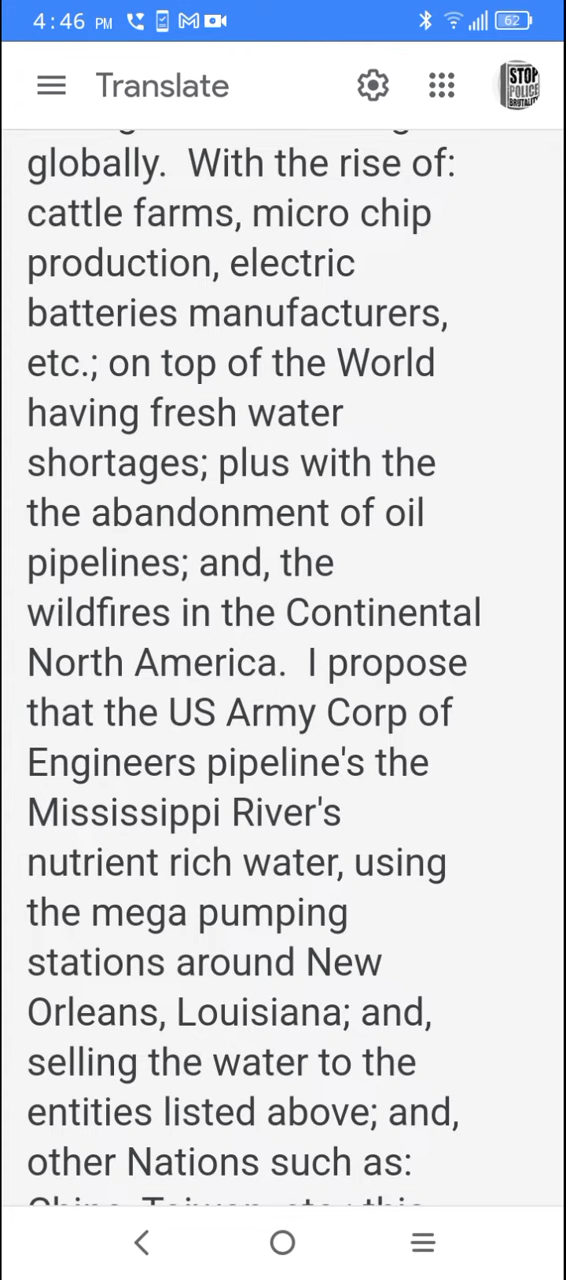 4:46 PM 62
Translate
STOP
POLICE
BRUTALITY
globally.  With the rise of:
cattle farms, micro chip
production, electric
batteries manufacturers,
etc.; on top of the World
having fresh water
shortages; plus with the
the abandonment of oil
pipelines; and, the
wildfires in the Continental
North America.  I propose
that the US Army Corp of
Engineers pipeline's the
Mississippi River's
nutrient rich water, using
the mega pumping
stations around New
Orleans, Louisiana; and,
selling the water to the
entities listed above; and,
other Nations such as: